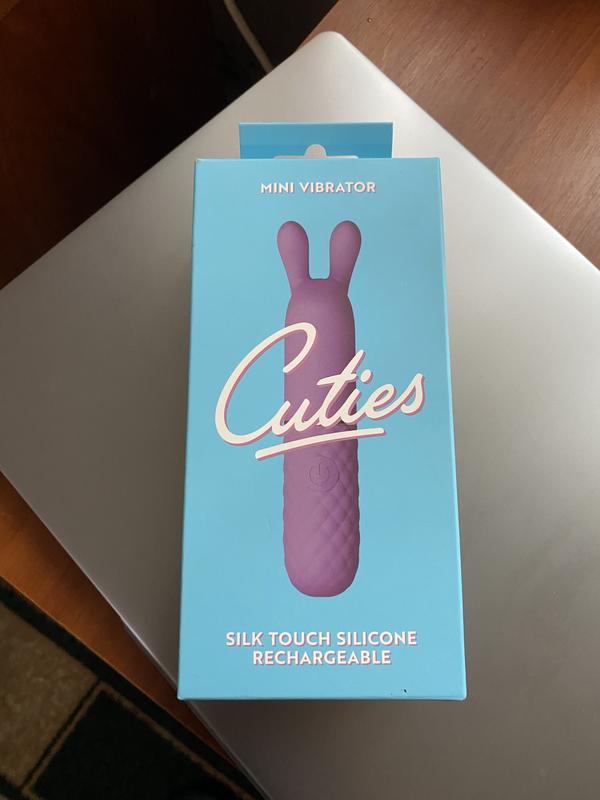 MINI VIBRATOR
Cuties
SILK TOUCH SILICONE
RECHARGEABLE